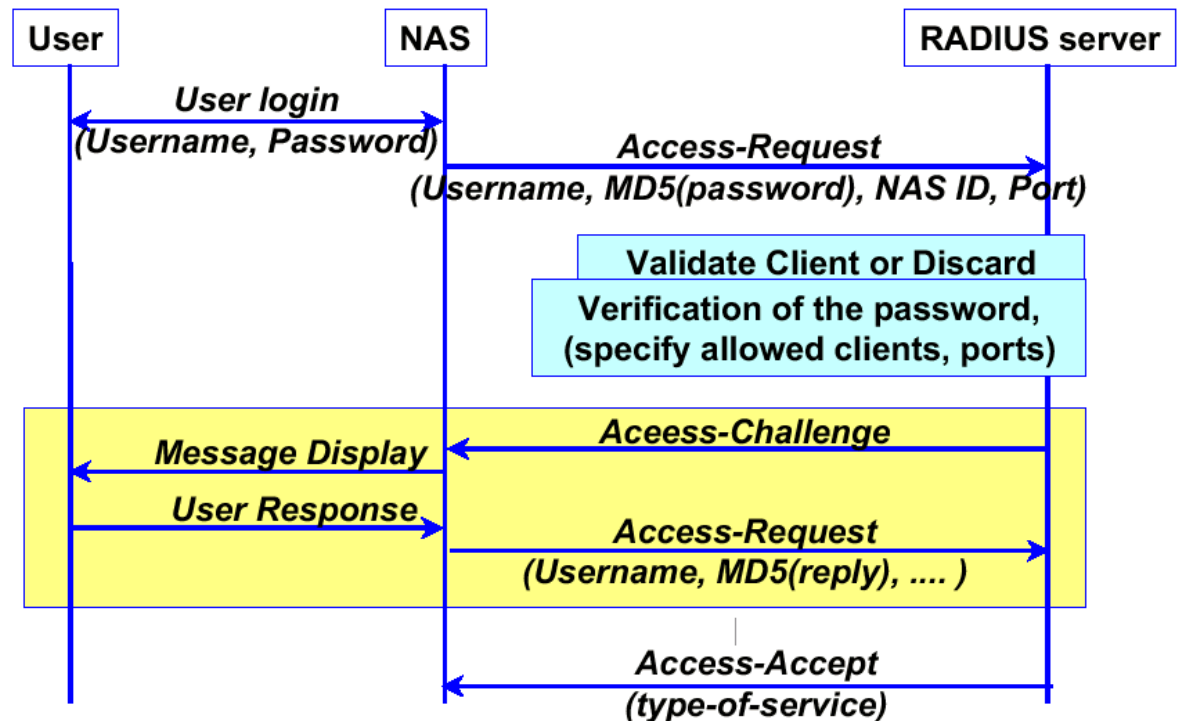 User
NAS
RADIUS server
User login
(Username, Password)
Access-Request
(Username, MD5(password), NAS ID, Port)
Validate Client or Discard
Verification of the password,
(specify allowed clients, ports)
Aceess-Challenge
Message Display
User Response
Access-Request
(Username, MD5(reply), .... )
Access-Accept
(type-of-service)